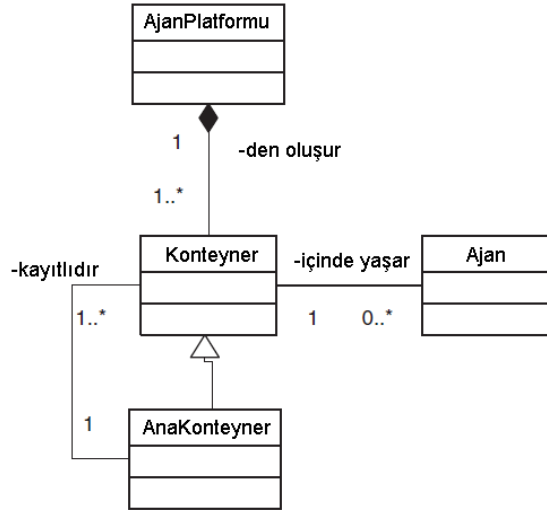 AjanPlatformu
1
-den oluşur
1..*
Konteyner
-içinde yaşar
Ajan
-kayıtlıdır
1..*
1
0..*
1
AnaKonteyner